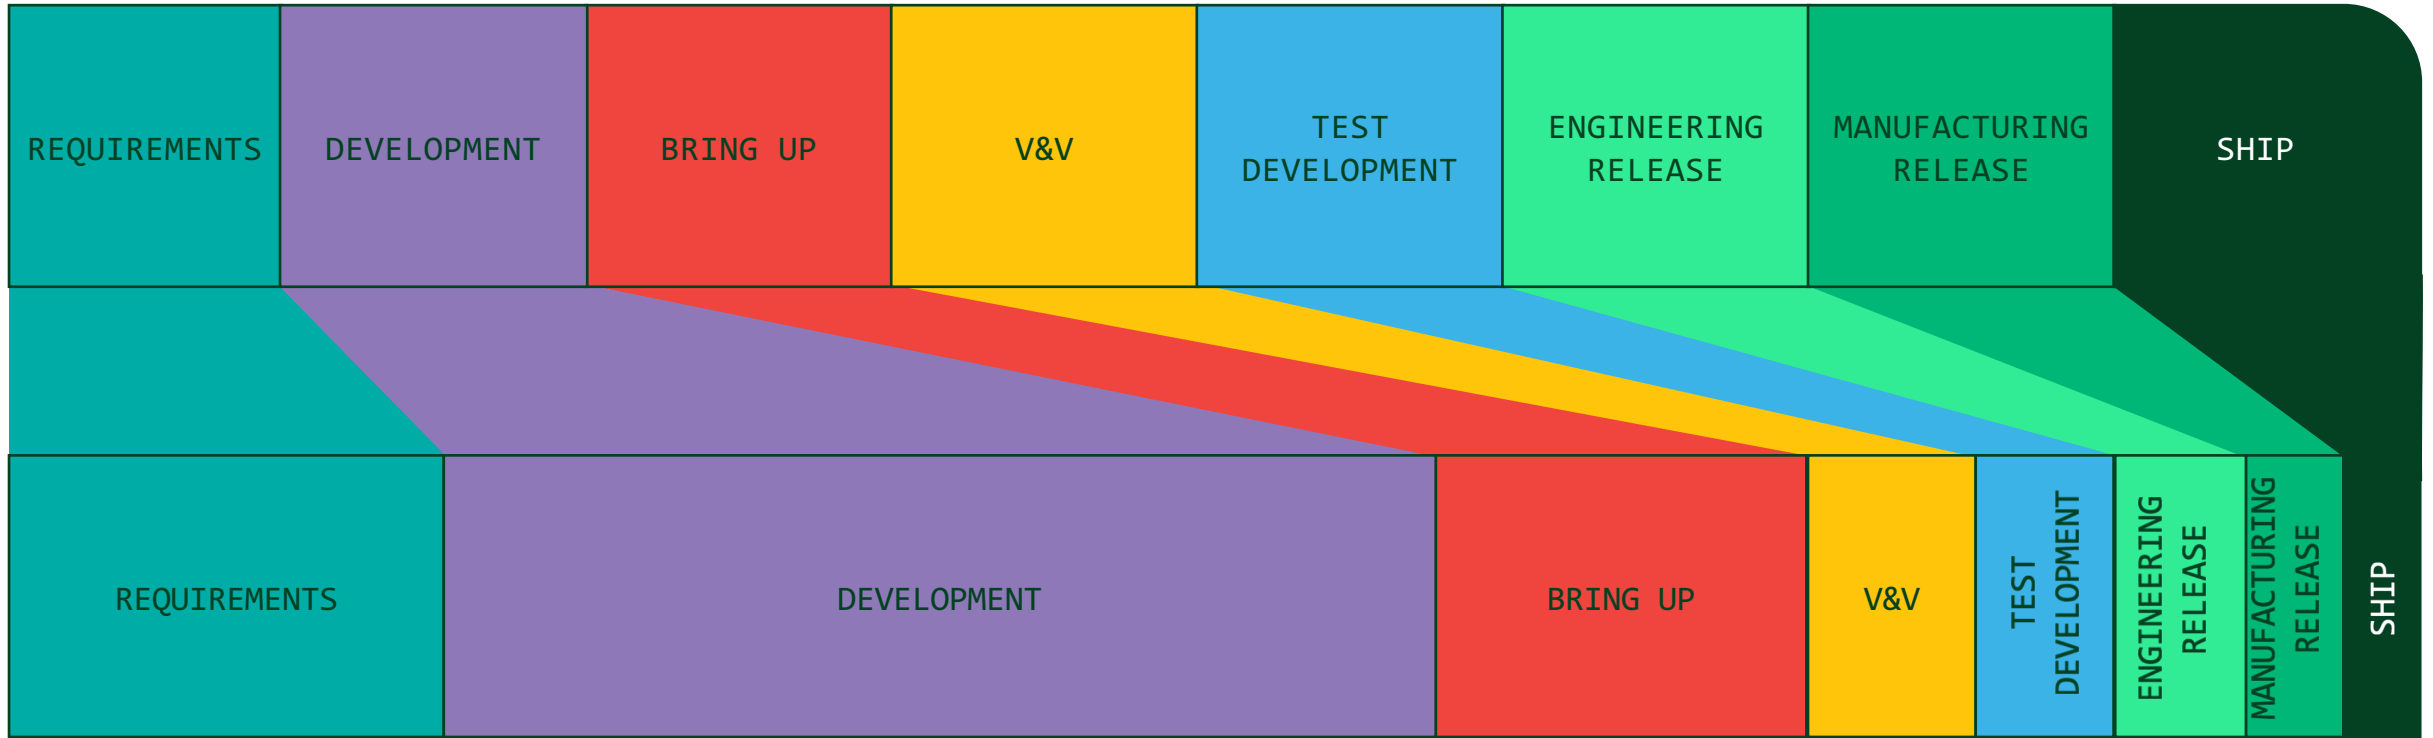 REQUIREMENTS
DEVELOPMENT
BRING UP
V&V
TEST
DEVELOPMENT
ENGINEERING
RELEASE
MANUFACTURING
RELEASE
SHIP
REQUIREMENTS
DEVELOPMENT
BRING UP
V&V
TEST
DEVELOPMENT
ENGINEERING
RELEASE
MANUFACTURING
RELEASE
SHIP